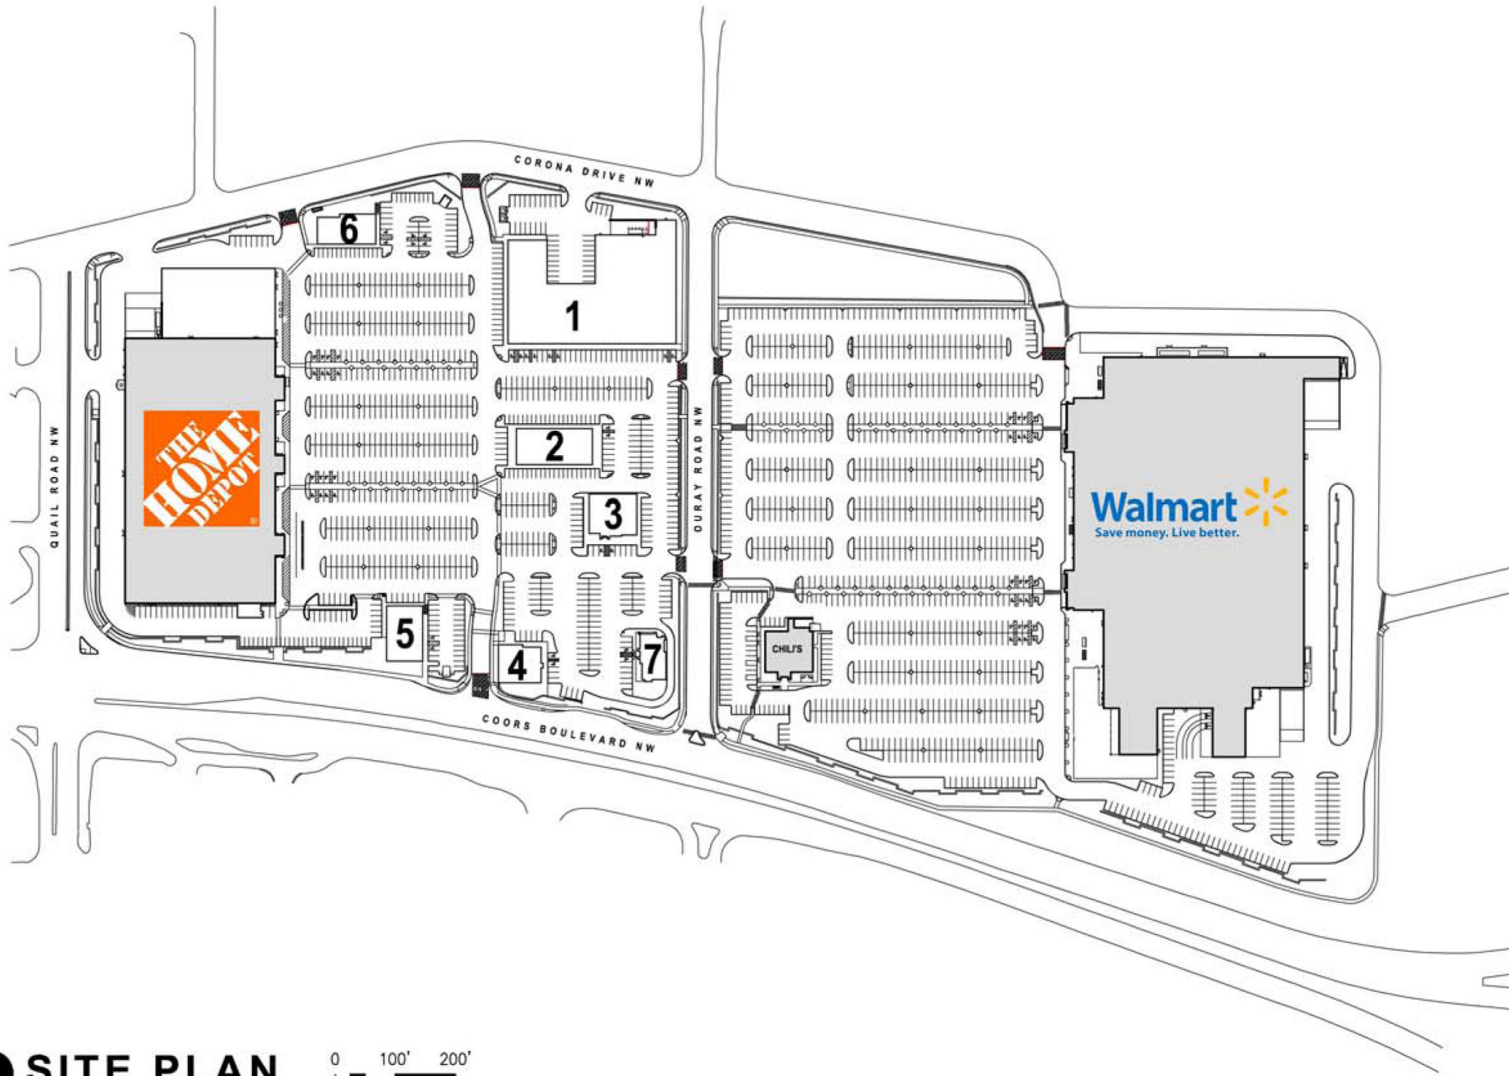 CORONA DRIVE NW
6
1
THE
HOME
DEPOT
®
2
3
QUAIL ROAD NW
OURAY ROAD NW
Walmart
Save money. Live better.
5
4
7
CHILI'S
COORS BOULEVARD NW
SITE PLAN
0 100' 200'